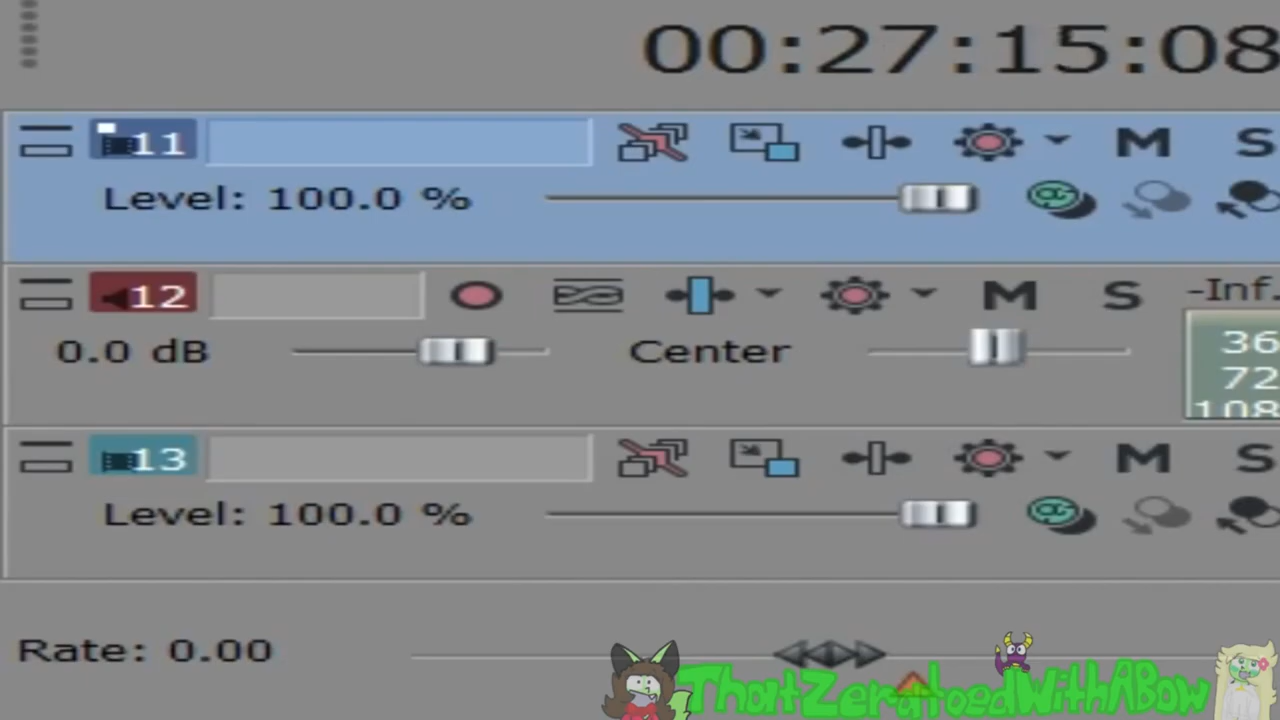 00:27:15:08
11 M S
Level: 100.0 %
12 M S -Inf.
0.0 dB Center 36
72
108
13 M S
Level: 100.0 %
Rate: 0.00
ThatZeratoedWithABow